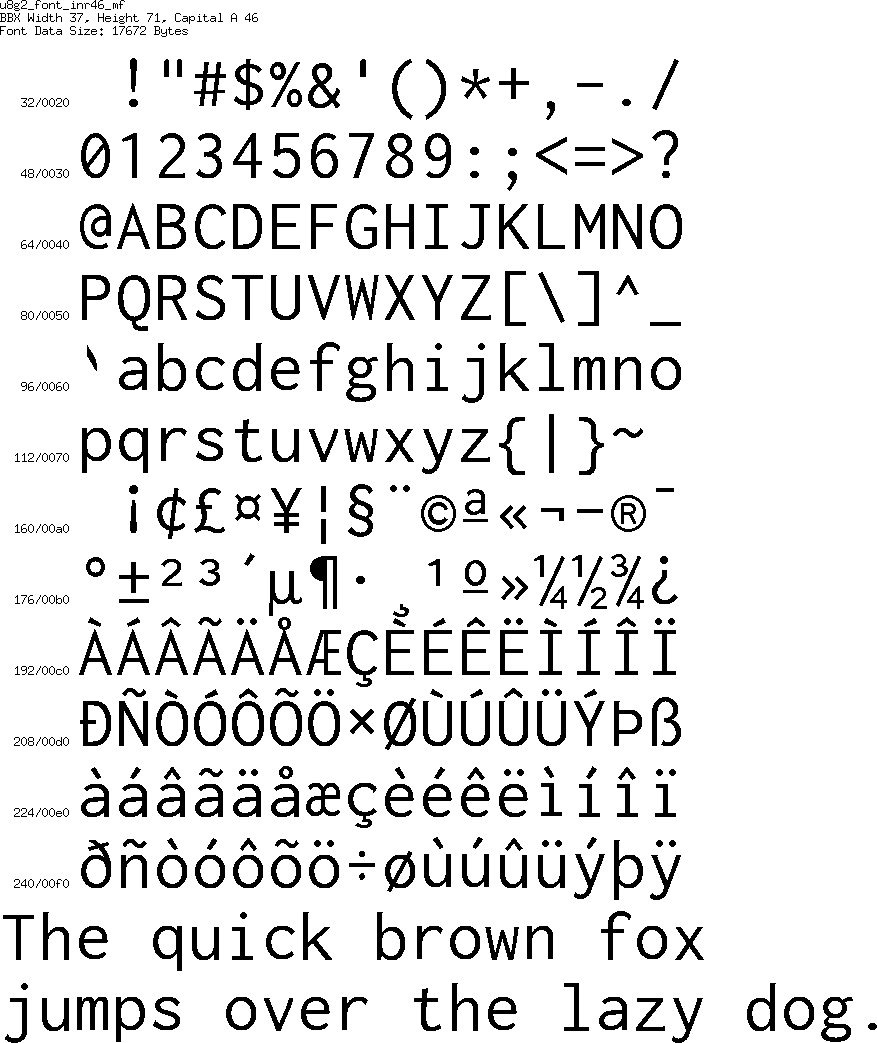 u8g2_font_inr46_mf
BBX Width 37, Height 71, Capital A 46
Font Data Size: 17672 Bytes
32/0020 !"#$%&'()*+,-./
48/0030 0123456789:;<=>?
64/0040 @ABCDEFGHIJKLMNO
80/0050 PQRSTUVWXYZ[\]^_
96/0060 `abcdefghijklmno
112/0070 pqrstuvwxyz{|}~
160/00a0 ¡¢£¤¥¦§¨©ª«¬-®¯
176/00b0 °±²³´µ¶·¸¹º»¼½¾¿
192/00c0 ÀÁÂÃÄÅÆÇÈÉÊËÌÍÎÏ
208/00d0 ÐÑÒÓÔÕÖ×ØÙÚÛÜÝÞß
224/00e0 àáâãäåæçèéêëìíîï
240/00f0 ðñòóôõö÷øùúûüýþÿ
The quick brown fox
jumps over the lazy dog.